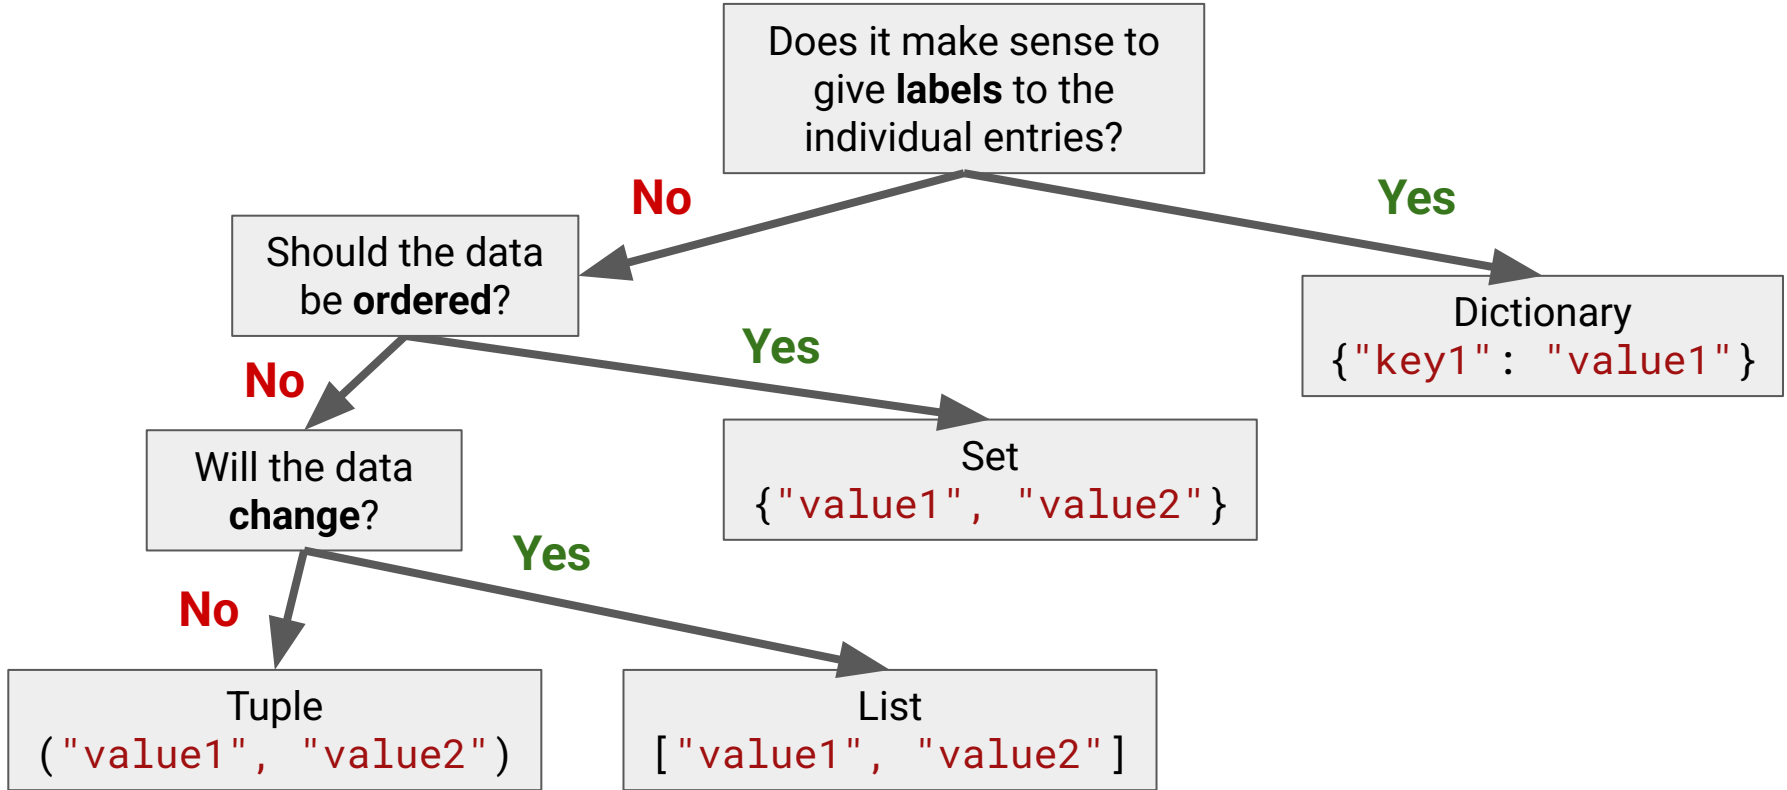 Does it make sense to
give labels to the
individual entries?
No
Yes
Should the data
be ordered?
Dictionary
{"key1": "value1"}
No
Yes
Will the data
change?
Set
{"value1", "value2"}
No
Yes
Tuple
("value1", "value2")
List
["value1", "value2"]